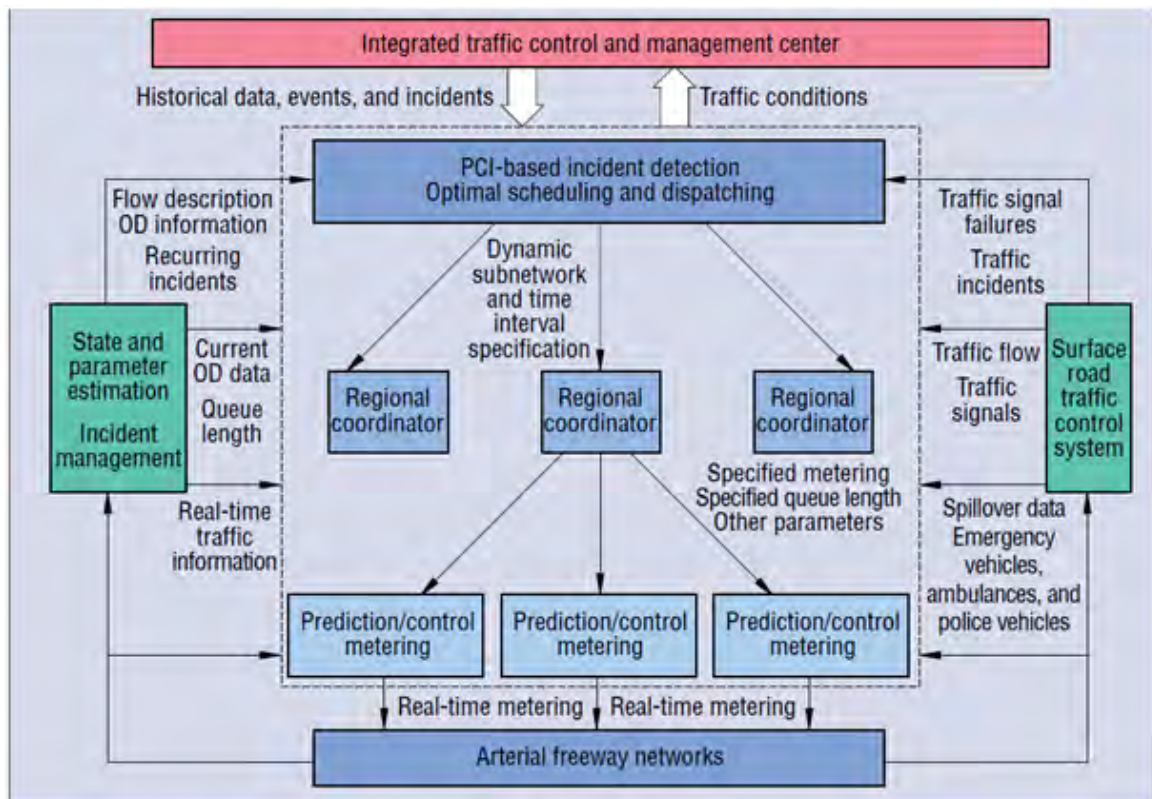 Integrated traffic control and management center
Historical data, events, and incidents
Traffic conditions
PCI-based incident detection
Optimal scheduling and dispatching
Flow description
OD information
Recurring
incidents
Dynamic
subnetwork
and time
interval
specification
Traffic signal
failures
Traffic
incidents
State and
parameter
estimation
Incident
management
Current
OD data
Queue
length
Regional
coordinator
Regional
coordinator
Regional
coordinator
Traffic flow
Traffic
signals
Surface
road
traffic
control
system
Specified metering
Specified queue length
Other parameters
Real-time
traffic
information
Spillover data
Emergency
vehicles,
ambulances, and
police vehicles
Prediction/control
metering
Prediction/control
metering
Prediction/control
metering
Real-time metering
Real-time metering
Arterial freeway networks